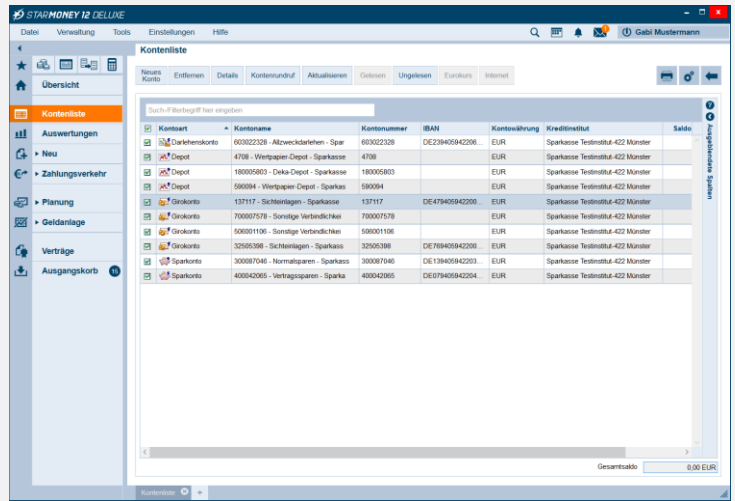 STARMONEY 12 DELUXE
Datei Verwaltung Tools Einstellungen Hilfe Gabi Mustermann
Kontenliste
Neues Konto Entfernen Details Kontenrundruf Aktualisieren Gelesen Ungelesen Eurokurs Internet
Übersicht
Kontenliste
Auswertungen
Neu
Zahlungsverkehr
Planung
Geldanlage
Verträge
Ausgangskorb 15
Such-/Filterbegriff hier eingeben
Kontoart Kontoname Kontonummer IBAN Kontowährung Kreditinstitut Saldo
Darlehenskonto 603022328 - Allzweckdarlehen - Spar 603022328 DE239405942206... EUR Sparkasse Testinstitut-422 Münster
Depot 4708 - Wertpapier-Depot - Sparkasse 4708 EUR Sparkasse Testinstitut-422 Münster
Depot 180005803 - Deka-Depot - Sparkasse 180005803 EUR Sparkasse Testinstitut-422 Münster
Depot 590094 - Wertpapier-Depot - Sparkas 590094 EUR Sparkasse Testinstitut-422 Münster
Girokonto 137117 - Sichteinlagen - Sparkasse 137117 DE479405942200... EUR Sparkasse Testinstitut-422 Münster
Girokonto 700007578 - Sonstige Verbindlichkei 700007578 EUR Sparkasse Testinstitut-422 Münster
Girokonto 506001106 - Sonstige Verbindlichkei 506001106 EUR Sparkasse Testinstitut-422 Münster
Girokonto 32505398 - Sichteinlagen - Sparkass 32505398 DE769405942200... EUR Sparkasse Testinstitut-422 Münster
Sparkonto 300087046 - Normalsparen - Sparkass 300087046 DE139405942203... EUR Sparkasse Testinstitut-422 Münster
Sparkonto 400042065 - Vertragssparen - Sparka 400042065 DE079405942204... EUR Sparkasse Testinstitut-422 Münster
Ausgeblendete Spalten
Gesamtsaldo 0,00 EUR
Kontenliste